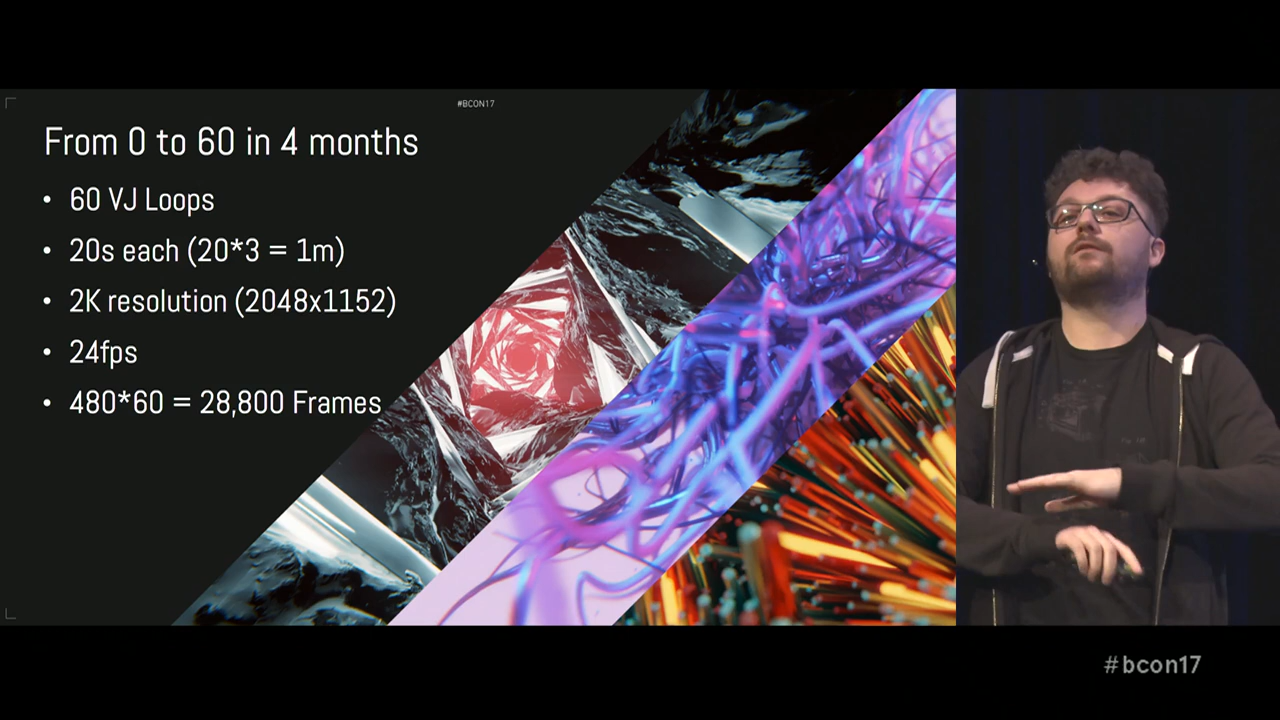 #BCON17
From 0 to 60 in 4 months
• 60 VJ Loops
• 20s each (20*3 = 1m)
• 2K resolution (2048x1152)
• 24fps
• 480*60 = 28,800 Frames
#bcon17